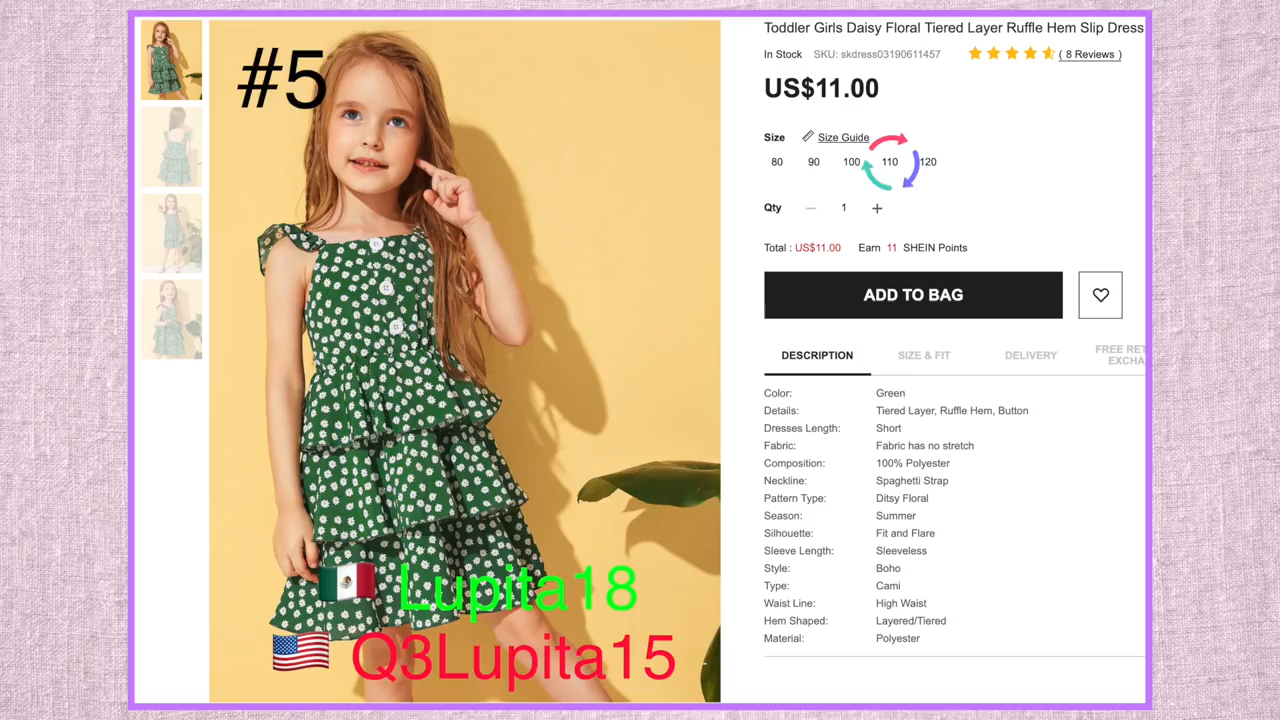 #5
Toddler Girls Daisy Floral Tiered Layer Ruffle Hem Slip Dress
In Stock SKU: skdress03190611457 ( 8 Reviews )
US$11.00
Size Size Guide
80 90 100 110 120
Qty 1 +
Total : US$11.00 Earn 11 SHEIN Points
ADD TO BAG
DESCRIPTION SIZE & FIT DELIVERY FREE RET
EXCHA
Color: Green
Details: Tiered Layer, Ruffle Hem, Button
Dresses Length: Short
Fabric: Fabric has no stretch
Composition: 100% Polyester
Neckline: Spaghetti Strap
Pattern Type: Ditsy Floral
Season: Summer
Silhouette: Fit and Flare
Sleeve Length: Sleeveless
Style: Boho
Type: Cami
Waist Line: High Waist
Hem Shaped: Layered/Tiered
Material: Polyester
Lupita18
Q3Lupita15